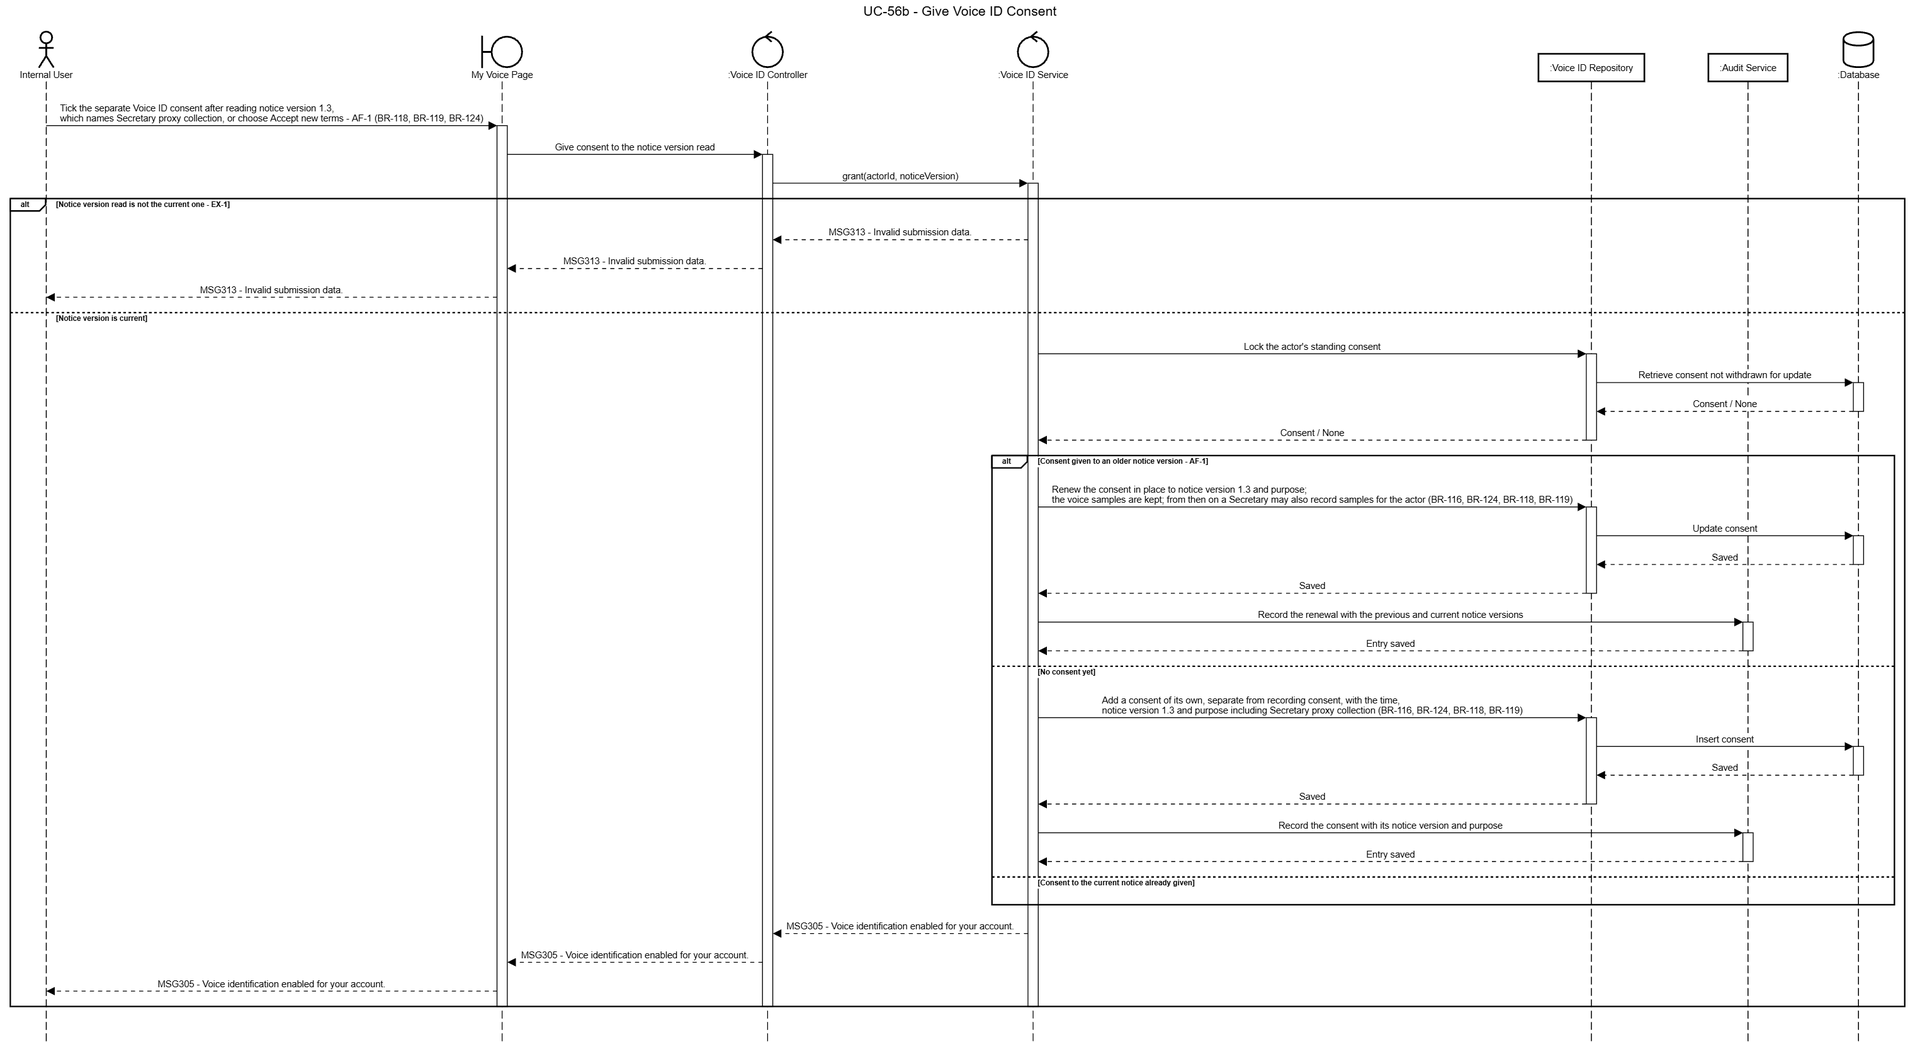 UC-56b - Give Voice ID Consent
Internal User
My Voice Page
:Voice ID Controller
:Voice ID Service
:Voice ID Repository
:Audit Service
:Database
Tick the separate Voice ID consent after reading notice version 1.3,
which names Secretary proxy collection, or choose Accept new terms - AF-1 (BR-118, BR-119, BR-124)
Give consent to the notice version read
grant(actorId, noticeVersion)
alt
[Notice version read is not the current one - EX-1]
MSG313 - Invalid submission data.
MSG313 - Invalid submission data.
MSG313 - Invalid submission data.
[Notice version is current]
Lock the actor's standing consent
Retrieve consent not withdrawn for update
Consent / None
Consent / None
alt
[Consent given to an older notice version - AF-1]
Renew the consent in place to notice version 1.3 and purpose;
the voice samples are kept; from then on a Secretary may also record samples for the actor (BR-116, BR-124, BR-118, BR-119)
Update consent
Saved
Saved
Record the renewal with the previous and current notice versions
Entry saved
[No consent yet]
Add a consent of its own, separate from recording consent, with the time,
notice version 1.3 and purpose including Secretary proxy collection (BR-116, BR-124, BR-118, BR-119)
Insert consent
Saved
Saved
Record the consent with its notice version and purpose
Entry saved
[Consent to the current notice already given]
MSG305 - Voice identification enabled for your account.
MSG305 - Voice identification enabled for your account.
MSG305 - Voice identification enabled for your account.